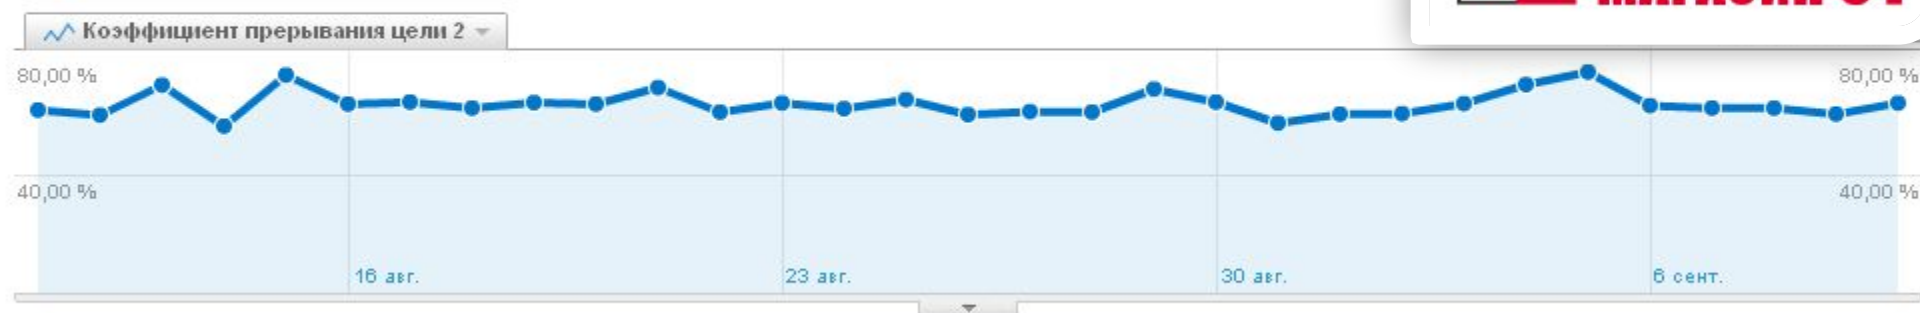 Коэффициент прерывания цели 2
80,00 %
80,00 %
40,00 %
40,00 %
16 авг.
23 авг.
30 авг.
6 сент.